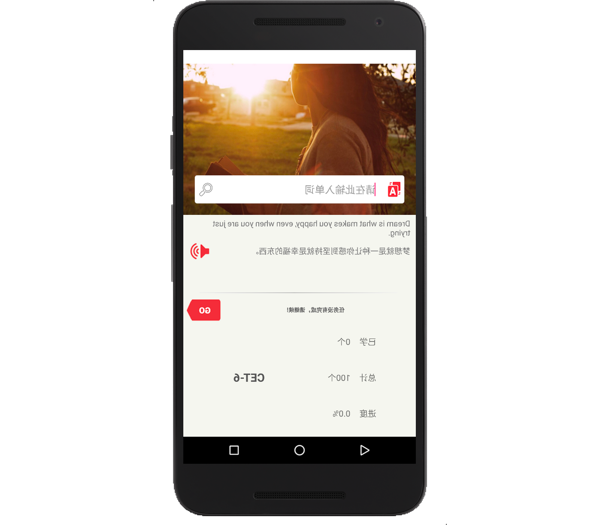 A 请在此输入单词
Dream is what makes you happy, even when you are just
trying.
梦想就是一种让你感到坚持就是幸福的东西。
任务没有完成，请继续! GO
已学 0个
总计 100个 CET-6
进度 0.0%